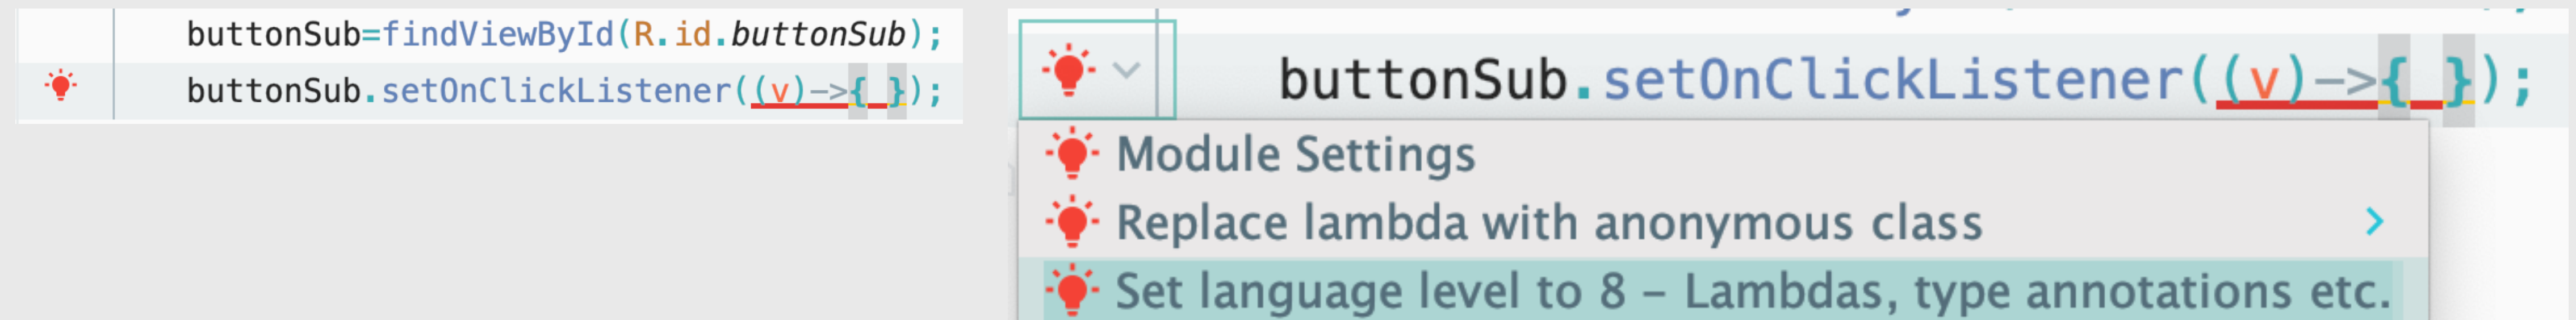 buttonSub=findViewById(R.id.buttonSub);
buttonSub.setOnClickListener((v)->{ });
buttonSub.setOnClickListener((v)->{ });
Module Settings
Replace lambda with anonymous class
Set language level to 8 – Lambdas, type annotations etc.